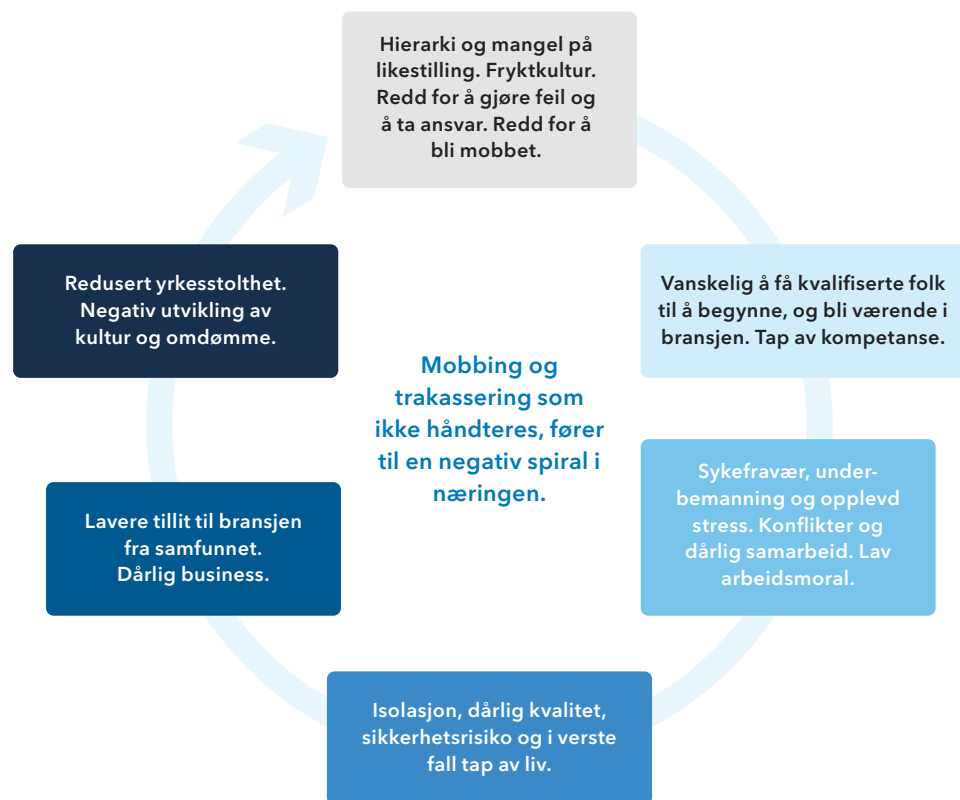 Hierarki og mangel på
likestilling. Fryktkultur.
Redd for å gjøre feil og
å ta ansvar. Redd for å
bli mobbet.
Vanskelig å få kvalifiserte folk
til å begynne, og bli værende i
bransjen. Tap av kompetanse.
Sykefravær, under-
bemanning og opplevd
stress. Konflikter og
dårlig samarbeid. Lav
arbeidsmoral.
Isolasjon, dårlig kvalitet,
sikkerhetsrisiko og i verste
fall tap av liv.
Lavere tillit til bransjen
fra samfunnet.
Dårlig business.
Redusert yrkesstolthet.
Negativ utvikling av
kultur og omdømme.
Mobbing og
trakassering som
ikke håndteres, fører
til en negativ spiral i
næringen.